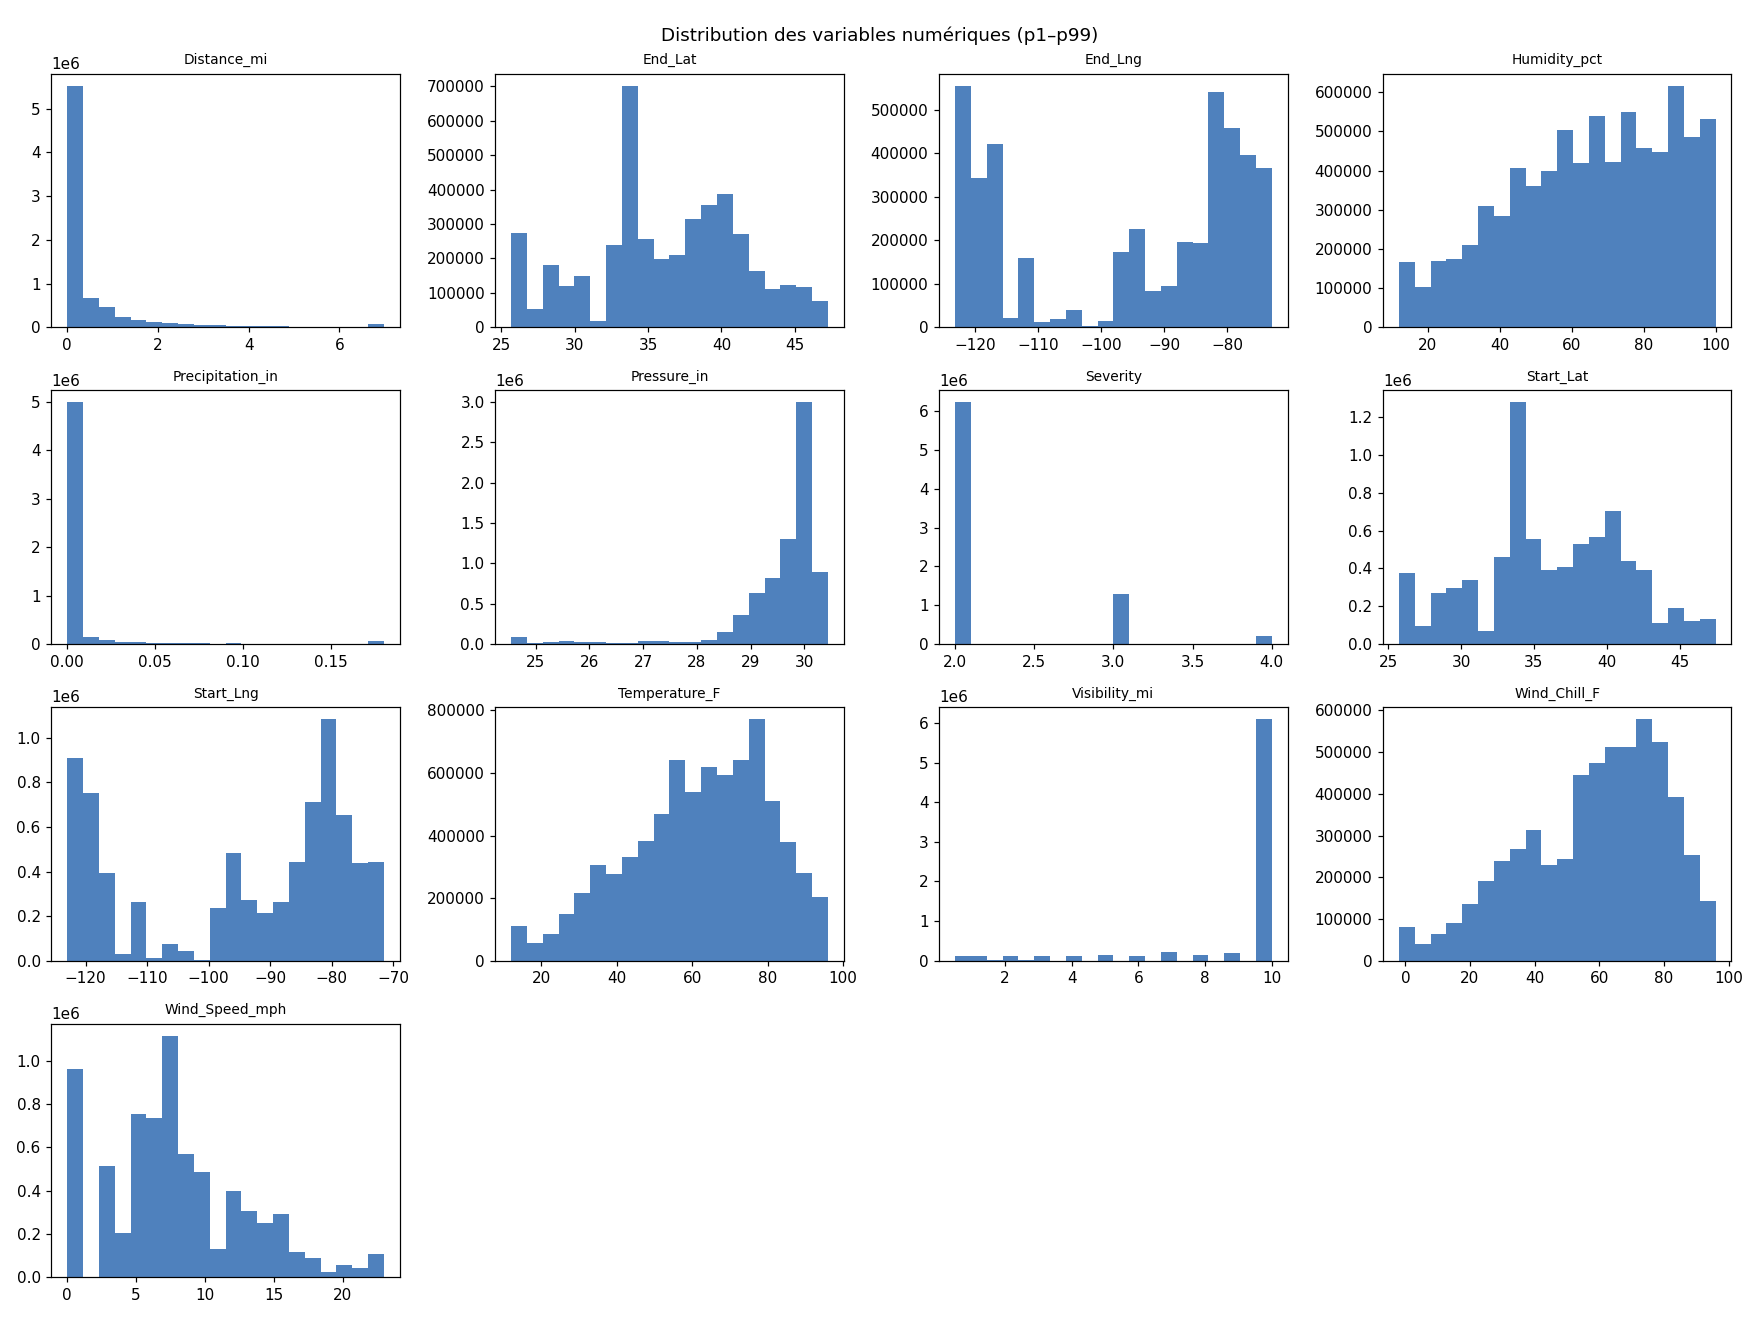 Distribution des variables numériques (p1–p99)
Distance_mi
End_Lat
End_Lng
Humidity_pct
1e6
5
4
3
2
1
0
0 2 4 6
700000
600000
500000
400000
300000
200000
100000
0
25 30 35 40 45
500000
400000
300000
200000
100000
0
−120 −110 −100 −90 −80
600000
500000
400000
300000
200000
100000
0
20 40 60 80 100
Precipitation_in
Pressure_in
Severity
Start_Lat
1e6
5
4
3
2
1
0
0.00 0.05 0.10 0.15
1e6
3.0
2.5
2.0
1.5
1.0
0.5
0.0
25 26 27 28 29 30
1e6
6
5
4
3
2
1
0
2.0 2.5 3.0 3.5 4.0
1e6
1.2
1.0
0.8
0.6
0.4
0.2
0.0
25 30 35 40 45
Start_Lng
Temperature_F
Visibility_mi
Wind_Chill_F
1e6
1.0
0.8
0.6
0.4
0.2
0.0
−120 −110 −100 −90 −80 −70
800000
600000
400000
200000
0
20 40 60 80 100
1e6
6
5
4
3
2
1
0
2 4 6 8 10
600000
500000
400000
300000
200000
100000
0
0 20 40 60 80 100
Wind_Speed_mph
1e6
1.0
0.8
0.6
0.4
0.2
0.0
0 5 10 15 20